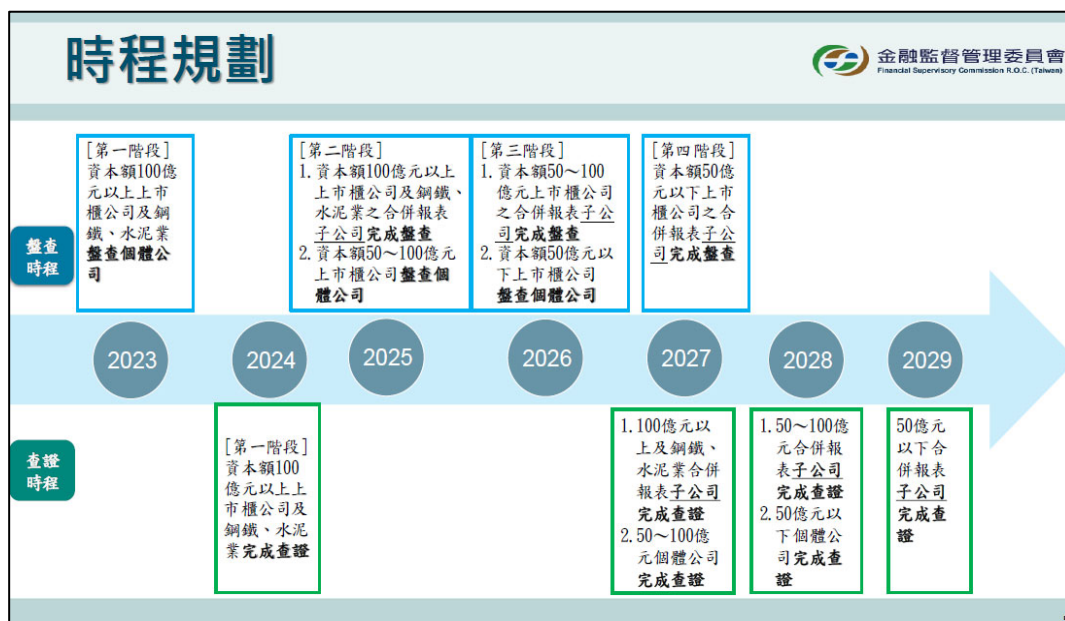 時程規劃
金融監督管理委員會
Financial Supervisory Commission R.O.C. (Taiwan)
盤查
時程
[第一階段]
資本額100億
元以上上市
櫃公司及鋼
鐵、水泥業
盤查個體公
司
[第二階段]
1.資本額100億元以上
上市櫃公司及鋼鐵、
水泥業之合併報表
子公司完成盤查
2.資本額50～100億元
上市櫃公司盤查個
體公司
[第三階段]
1.資本額50～100
億元上市櫃公司
之合併報表子公
司完成盤查
2.資本額50億元以
下上市櫃公司
盤查個體公司
[第四階段]
資本額50億
元以下上市
櫃公司之合
併報表子公
司完成盤查
2023
2024
2025
2026
2027
2028
2029
查證
時程
[第一階段]
資本額100
億元以上上
市櫃公司及
鋼鐵、水泥
業完成查證
1.100億元以
上及鋼鐵、
水泥業合併
報表子公司
完成查證
2.50～100億
元個體公司
完成查證
1.50～100億
元合併報
表子公司
完成查證
2.50億元以
下個體公
司完成查
證
50億元
以下合
併報表
子公司
完成查
證